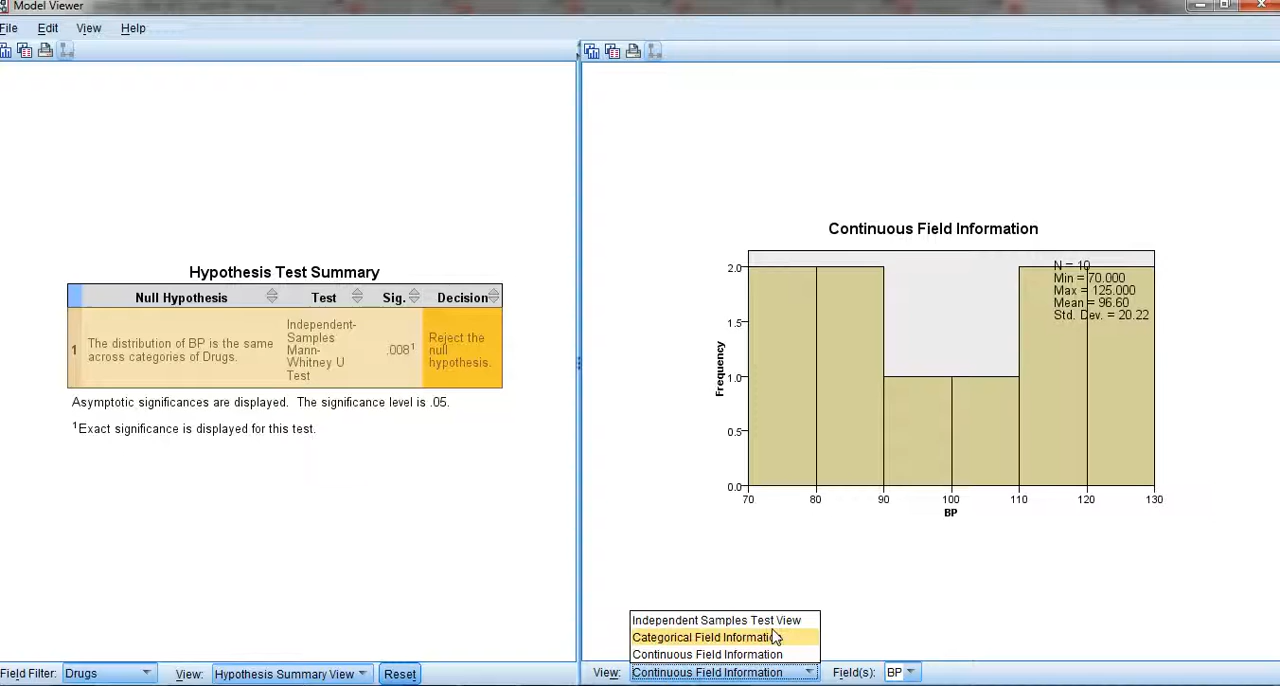 Model Viewer
File Edit View Help
Hypothesis Test Summary
Null Hypothesis Test Sig. Decision
1 The distribution of BP is the same across categories of Drugs.
Independent-
Samples
Mann-
Whitney U
Test
.008¹
Reject the
null
hypothesis.
Asymptotic significances are displayed. The significance level is .05.
¹Exact significance is displayed for this test.
Field Filter: Drugs View: Hypothesis Summary View Reset
Continuous Field Information
N = 10
Min = 70.000
Max = 125.000
Mean = 96.60
Std. Dev. = 20.22
Frequency
2.0
1.5
1.0
0.5
0.0
70 80 90 100 110 120 130
BP
Independent Samples Test View
Categorical Field Information
Continuous Field Information
View: Continuous Field Information Field(s): BP